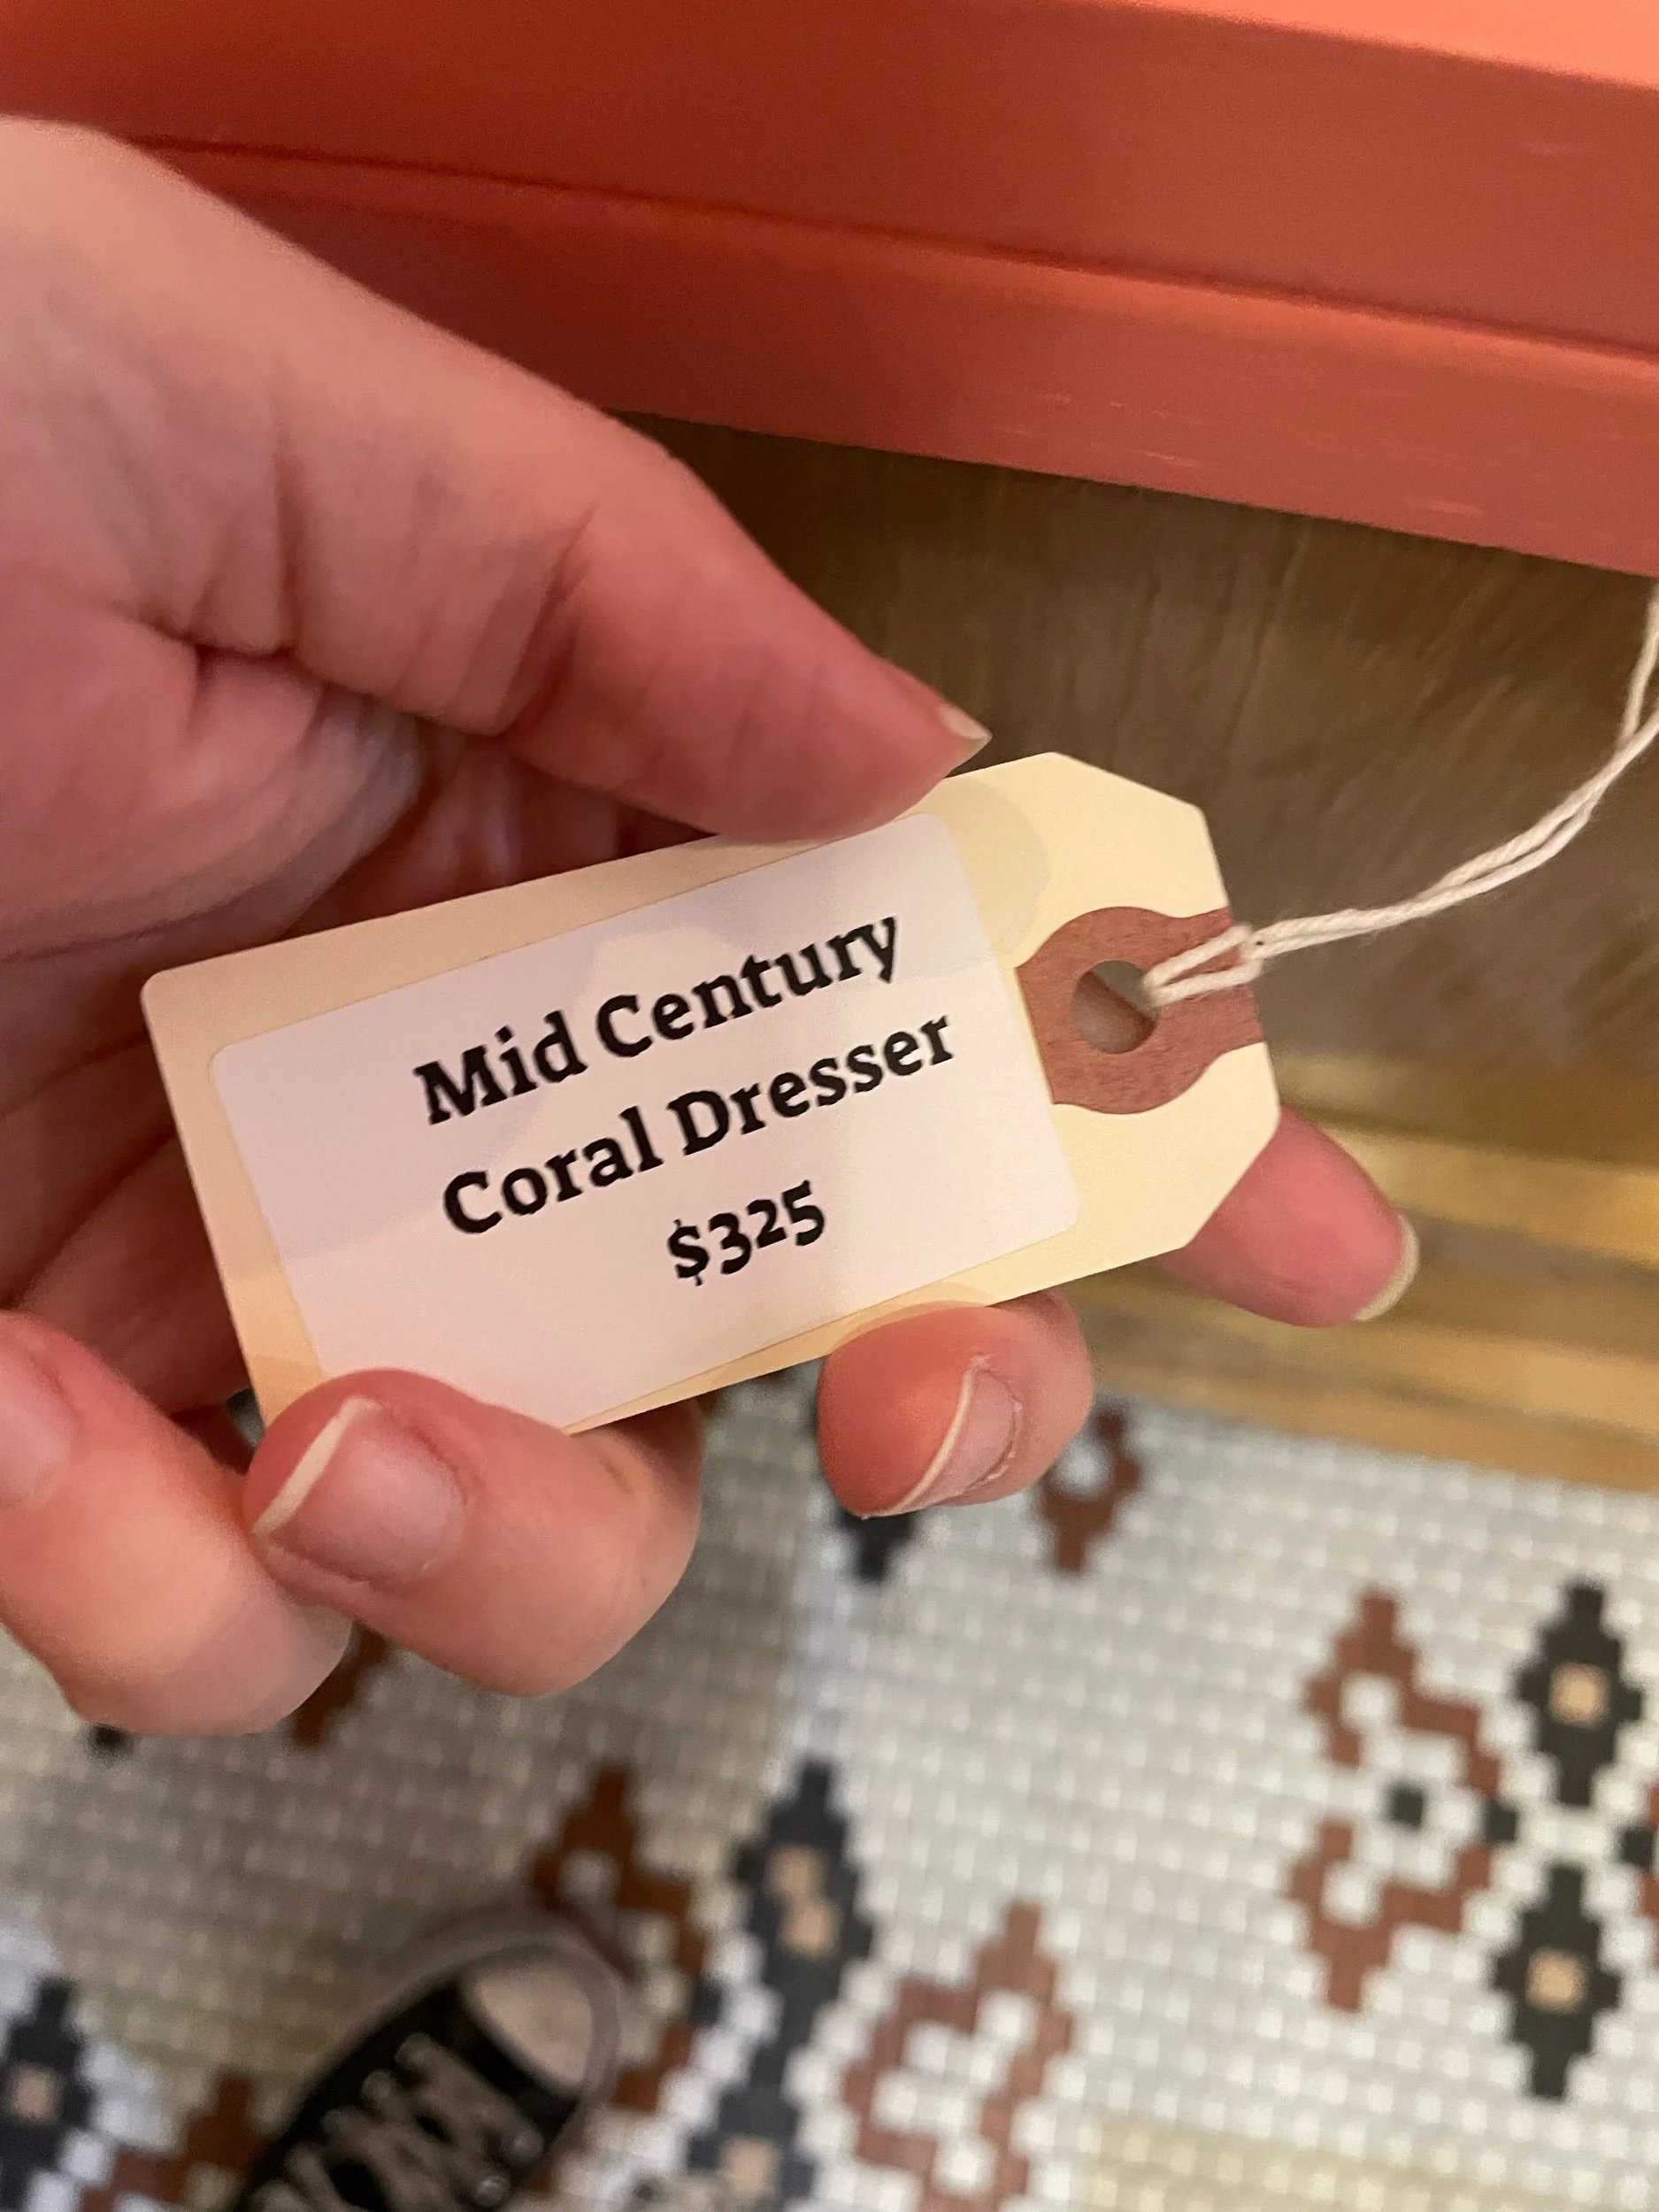 Mid Century
Coral Dresser
$325